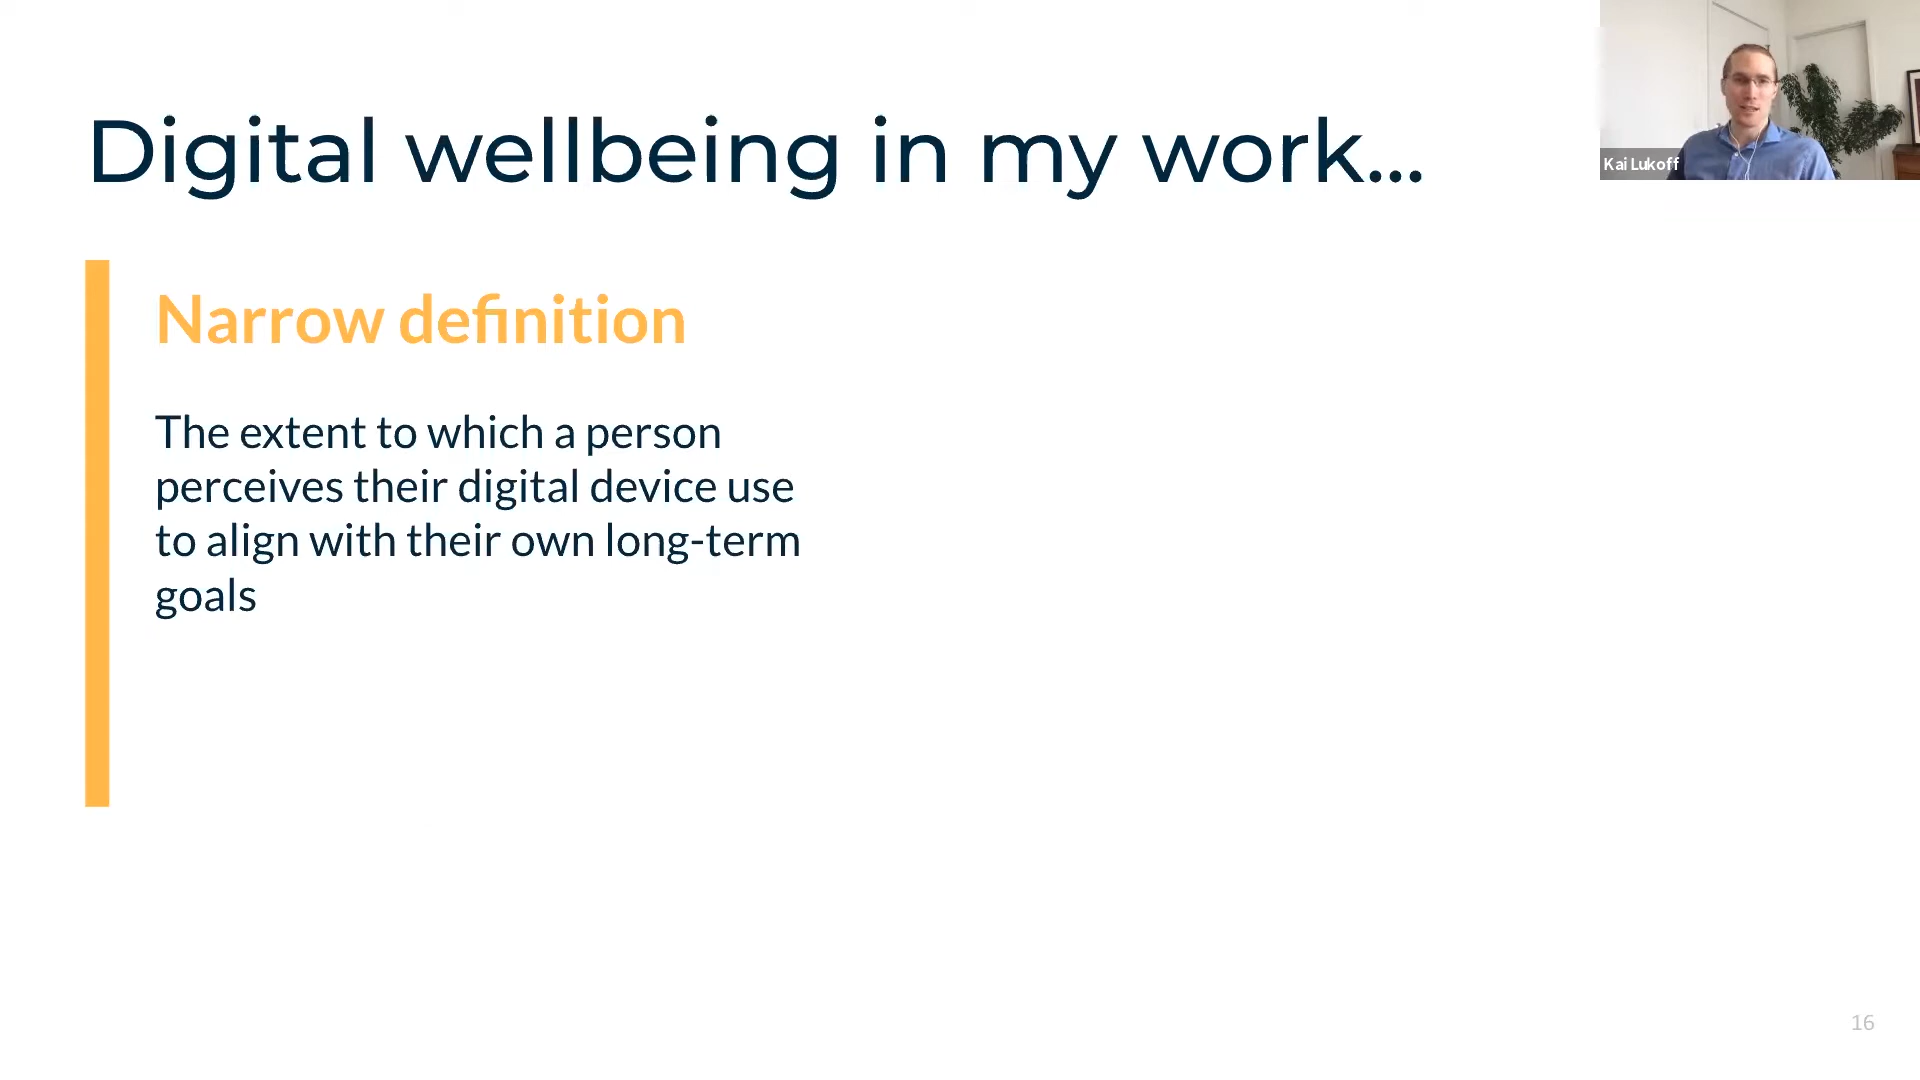 Digital wellbeing in my work...
Kai Lukoff
Narrow definition
The extent to which a person
perceives their digital device use
to align with their own long-term
goals
16